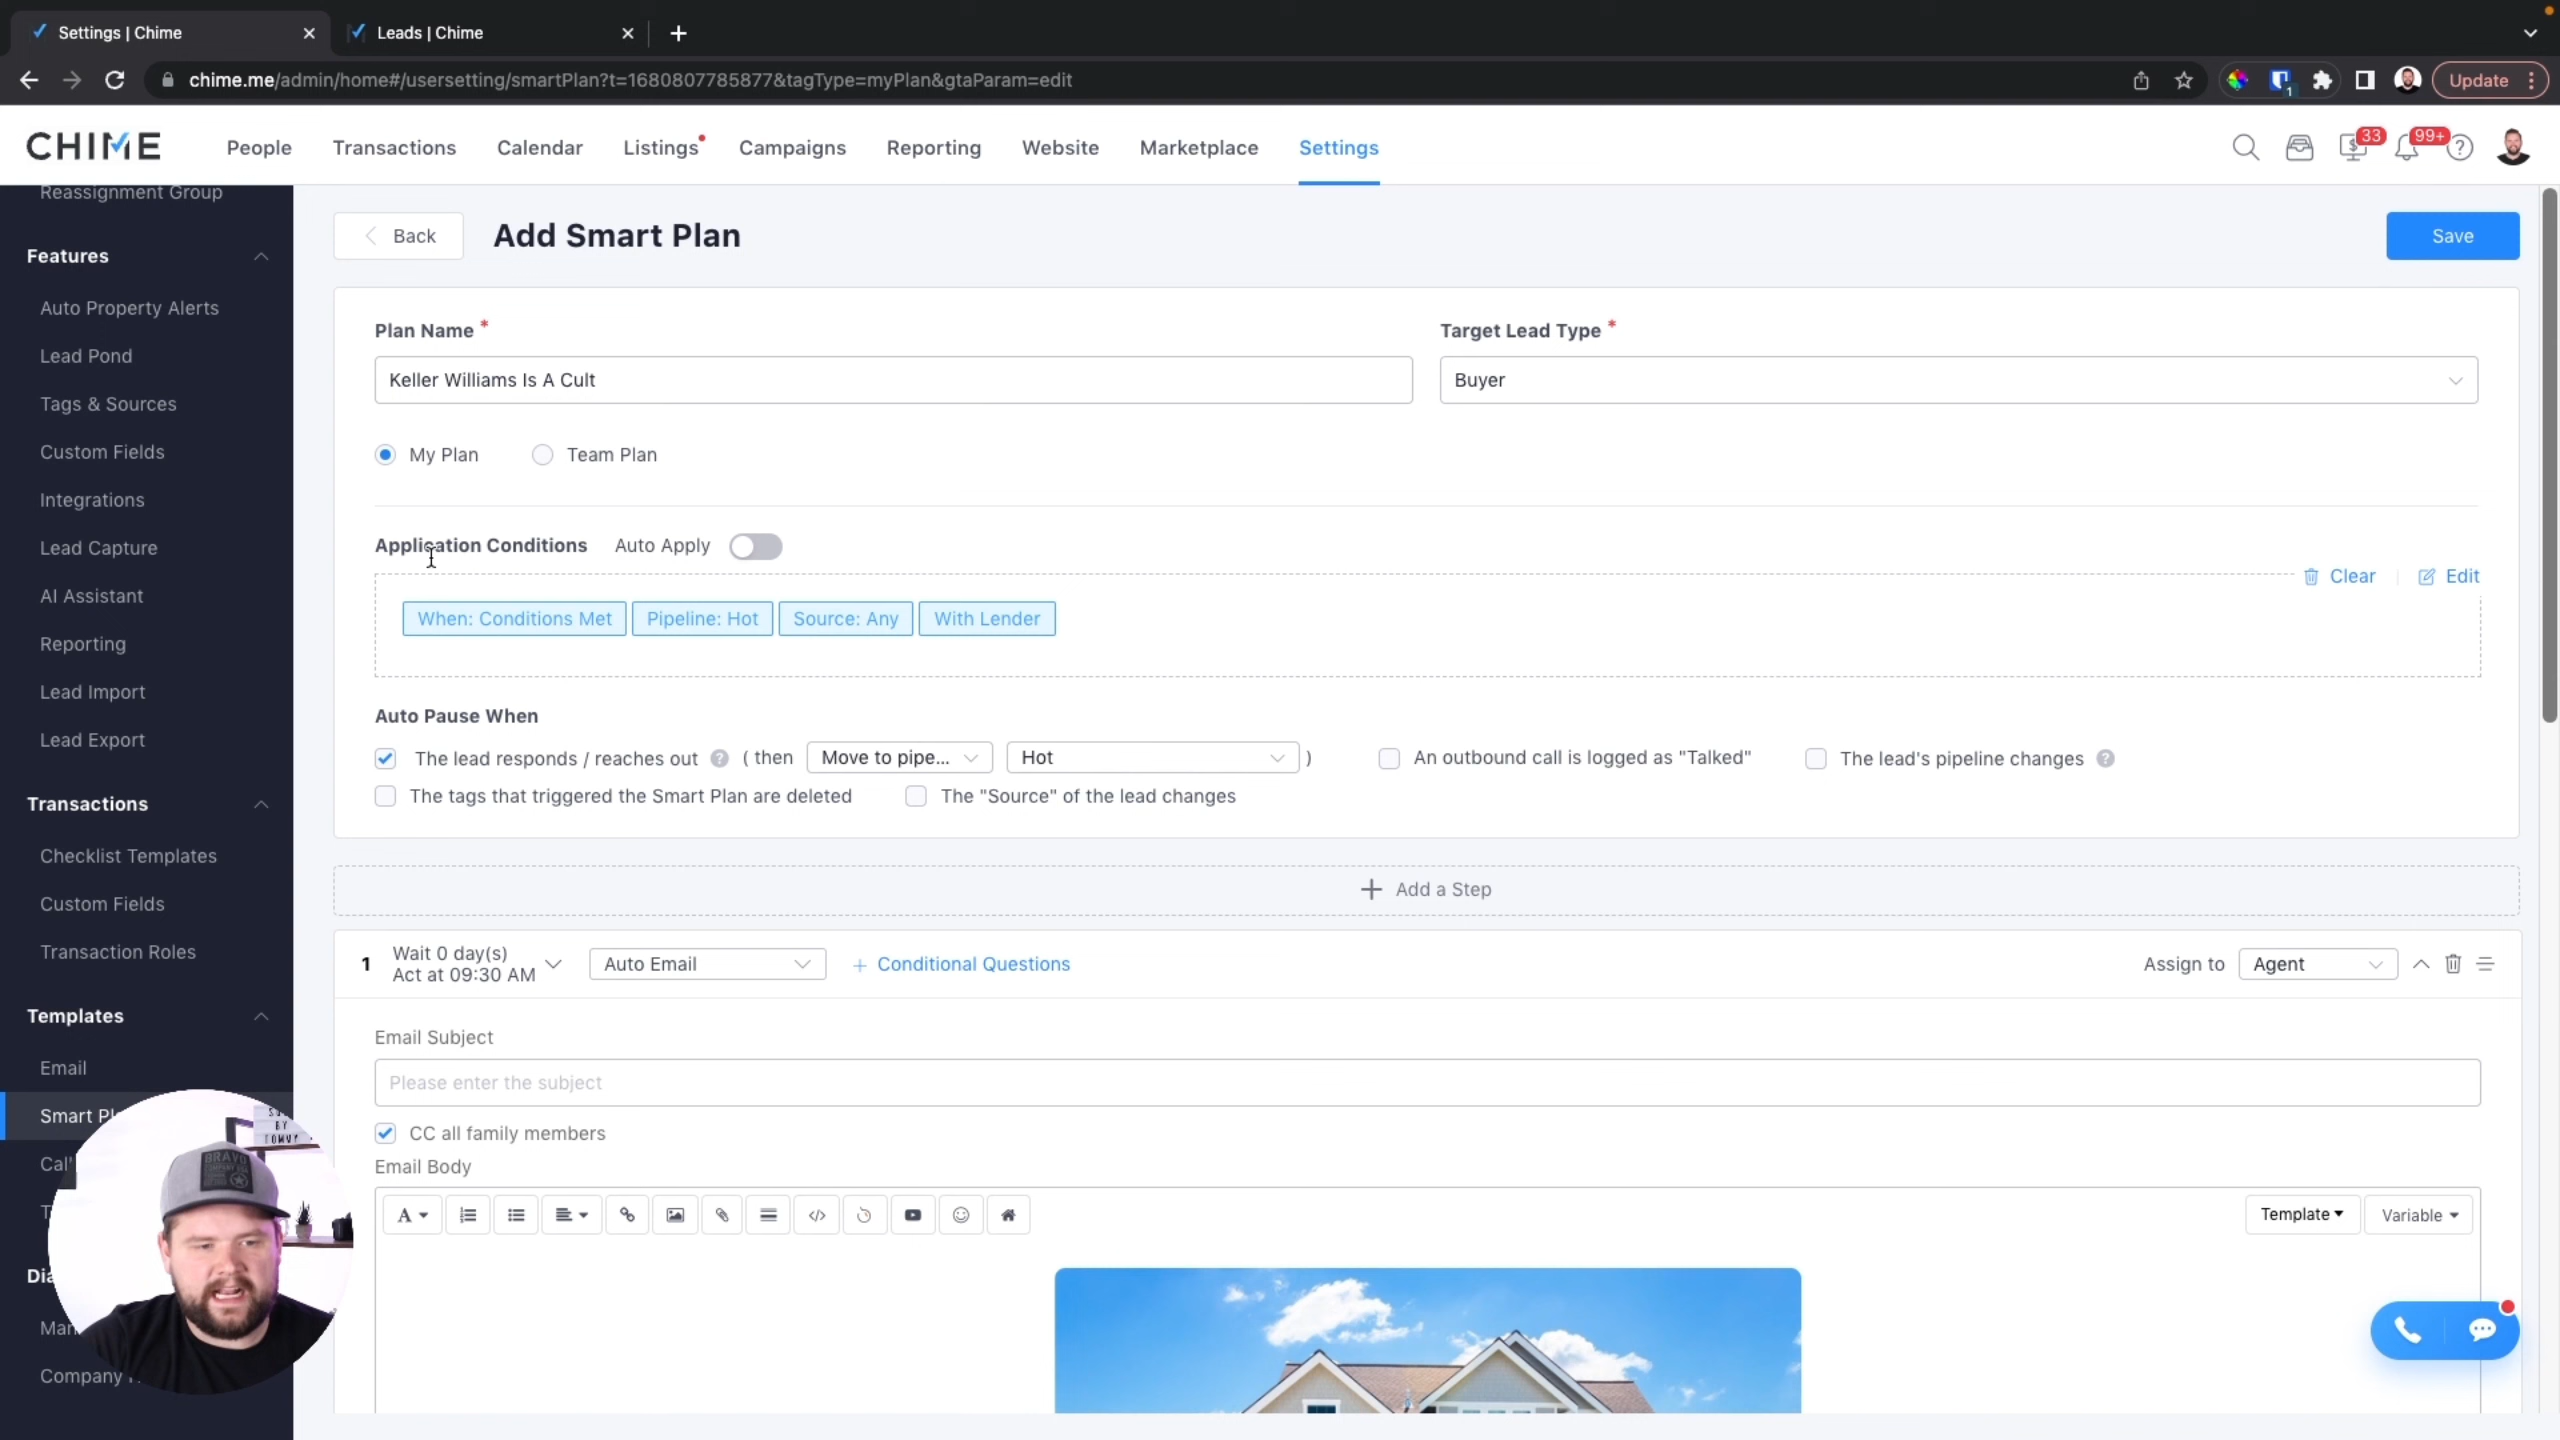 Settings | Chime
Leads | Chime
chime.me/admin/home#/usersetting/smartPlan?t=1680807785877&tagType=myPlan&gtaParam=edit
1
Update
CHIME
People
Transactions
Calendar
Listings
Campaigns
Reporting
Website
Marketplace
Settings
33
99+
Reassignment Group
Features
Auto Property Alerts
Lead Pond
Tags & Sources
Custom Fields
Integrations
Lead Capture
AI Assistant
Reporting
Lead Import
Lead Export
Transactions
Checklist Templates
Custom Fields
Transaction Roles
Templates
Email
Smart
Back
Add Smart Plan
Save
Plan Name *
Target Lead Type *
Keller Williams Is A Cult
Buyer
My Plan
Team Plan
Application Conditions
Auto Apply
Clear
Edit
When: Conditions Met
Pipeline: Hot
Source: Any
With Lender
Auto Pause When
The lead responds / reaches out ? ( then Move to pipe... Hot )
An outbound call is logged as "Talked"
The lead's pipeline changes ?
The tags that triggered the Smart Plan are deleted
The "Source" of the lead changes
+ Add a Step
1
Wait 0 day(s)
Act at 09:30 AM
Auto Email
+ Conditional Questions
Assign to
Agent
Email Subject
Please enter the subject
CC all family members
Email Body
A
Template
Variable
BY
BRAVO
Company